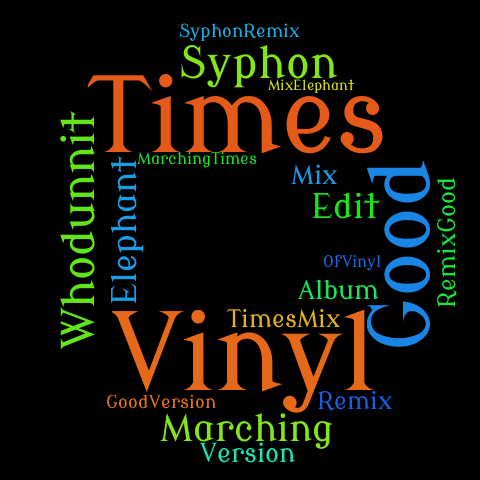 SyphonRemix
Syphon
MixElephant
Times
MarchingTimes
Whodunnit
Elephant
Mix
Good
RemixGood
Edit
OfVinyl
Album
Vinyl
TimesMix
GoodVersion
Remix
Marching
Version